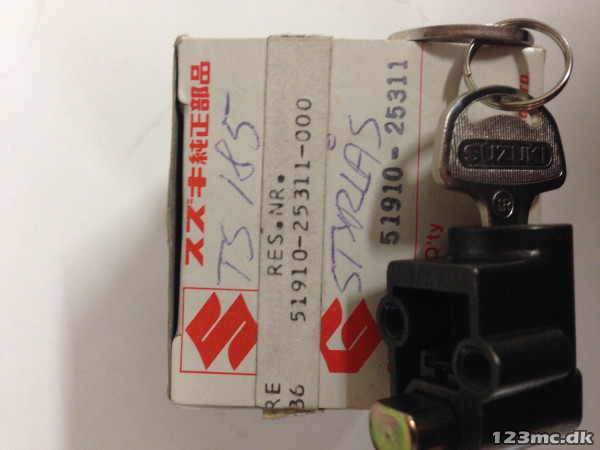 スズキ純正部品
TS 185
RES.NR.
51910-25311-000
RE
36
STYRLÅS
51910-25311
Q'ty
SUZUKI
123mc.dk